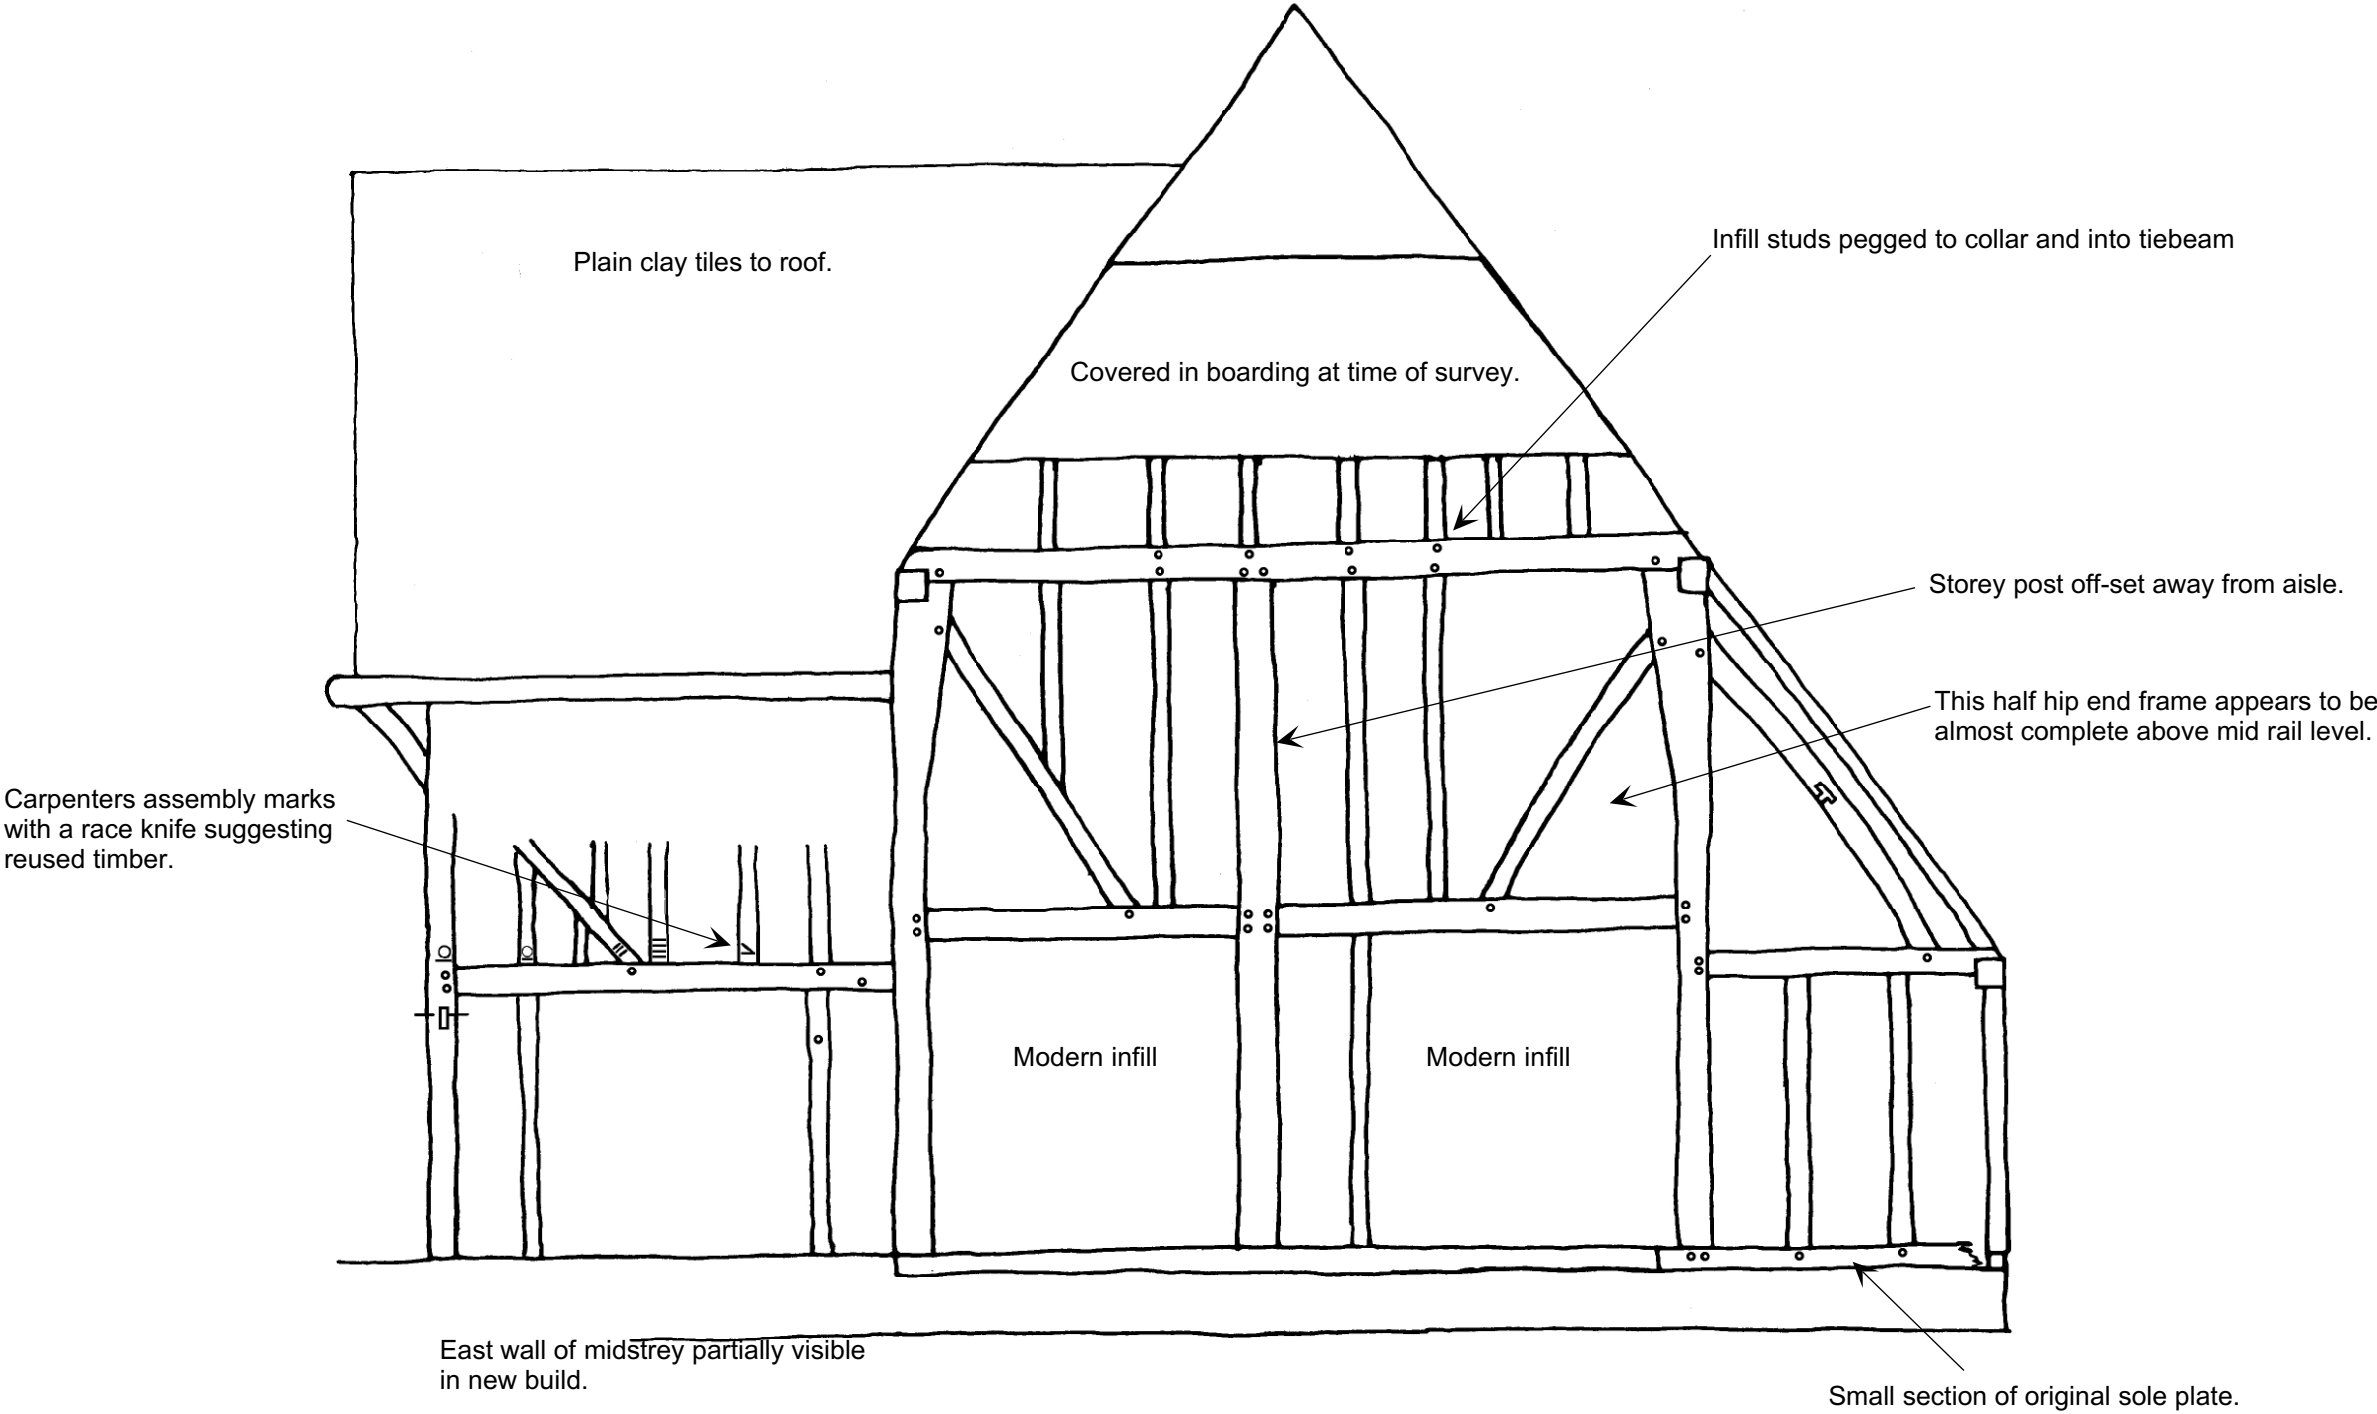 Plain clay tiles to roof.
Infill studs pegged to collar and into tiebeam
Covered in boarding at time of survey.
Storey post off-set away from aisle.
This half hip end frame appears to be
almost complete above mid rail level.
Carpenters assembly marks
with a race knife suggesting
reused timber.
Modern infill
Modern infill
East wall of midstrey partially visible
in new build.
Small section of original sole plate.